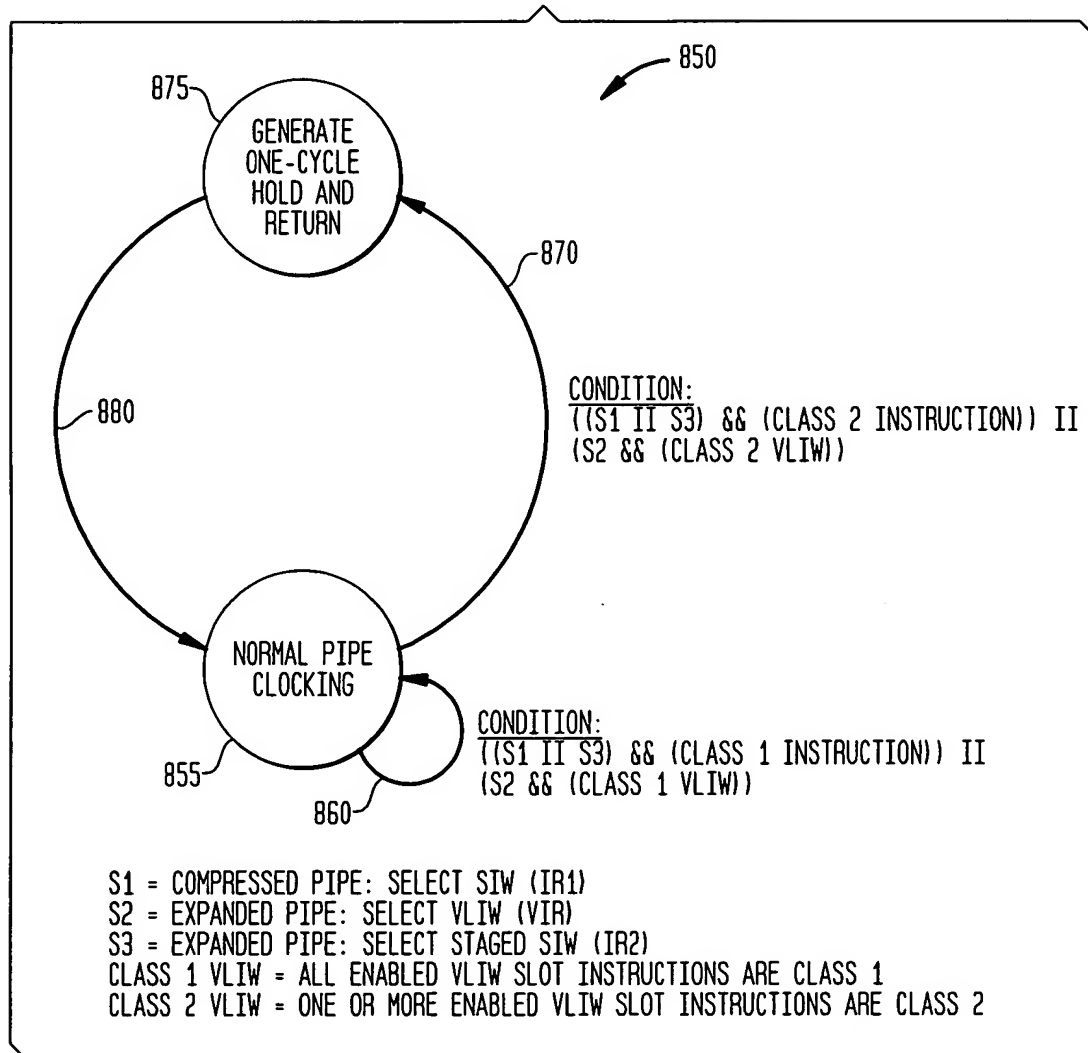 850
875
GENERATE
ONE-CYCLE
HOLD AND
RETURN
870
880
CONDITION:
((S1 II S3) && (CLASS 2 INSTRUCTION)) II
(S2 && (CLASS 2 VLIW))
NORMAL PIPE
CLOCKING
855
860
CONDITION:
((S1 II S3) && (CLASS 1 INSTRUCTION)) II
(S2 && (CLASS 1 VLIW))
S1 = COMPRESSED PIPE: SELECT SIW (IR1)
S2 = EXPANDED PIPE: SELECT VLIW (VIR)
S3 = EXPANDED PIPE: SELECT STAGED SIW (IR2)
CLASS 1 VLIW = ALL ENABLED VLIW SLOT INSTRUCTIONS ARE CLASS 1
CLASS 2 VLIW = ONE OR MORE ENABLED VLIW SLOT INSTRUCTIONS ARE CLASS 2